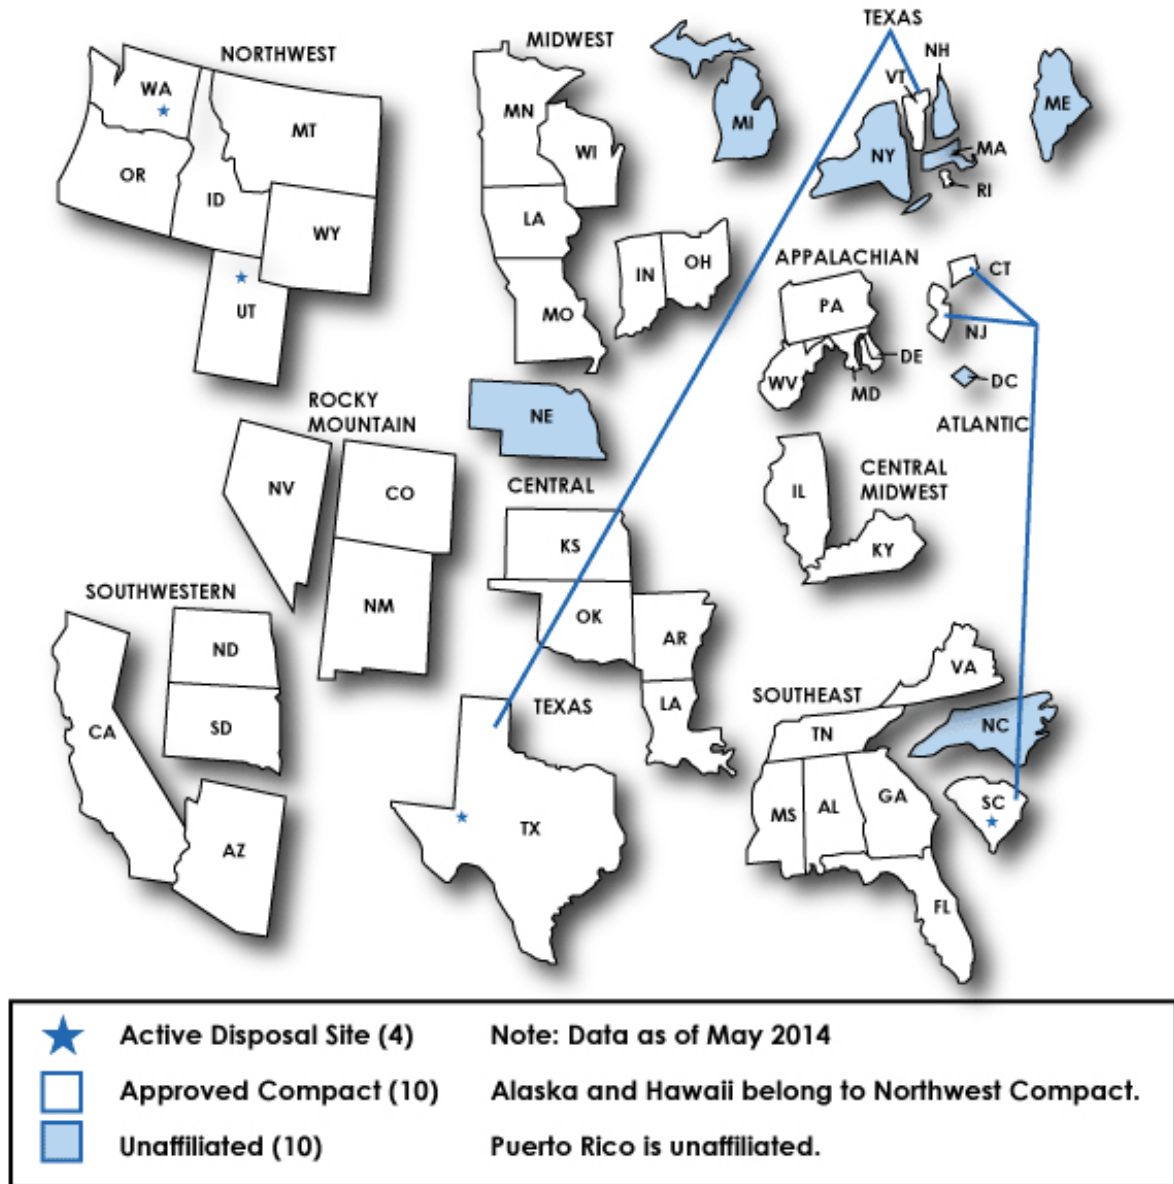 TEXAS
NORTHWEST
MIDWEST
NH
VT
WA
MT
MN
MI
ME
NY
MA
WI
OR
ID
RI
LA
WY
APPALACHIAN
IN
OH
CT
UT
MO
PA
NJ
DE
WV
MD
DC
ROCKY
MOUNTAIN
NE
ATLANTIC
CENTRAL
CENTRAL
MIDWEST
NV
CO
IL
KS
KY
SOUTHWESTERN
NM
OK
ND
AR
VA
SOUTHEAST
TEXAS
LA
CA
SD
TN
NC
TX
MS
AL
GA
SC
AZ
FL
Active Disposal Site (4)
Note: Data as of May 2014
Approved Compact (10)
Alaska and Hawaii belong to Northwest Compact.
Unaffiliated (10)
Puerto Rico is unaffiliated.